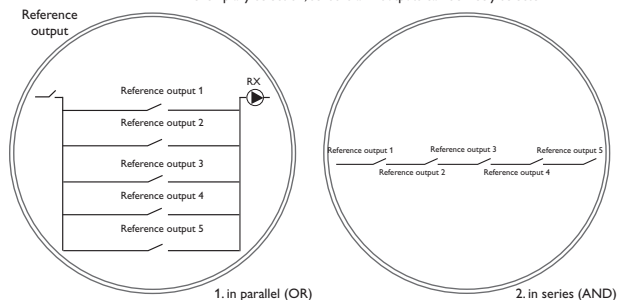 Reference
output
RX
Reference output 1
Reference output 2
Reference output 3
Reference output 4
Reference output 5
1. in parallel (OR)
Reference output 1
Reference output 3
Reference output 5
Reference output 2
Reference output 4
2. in series (AND)